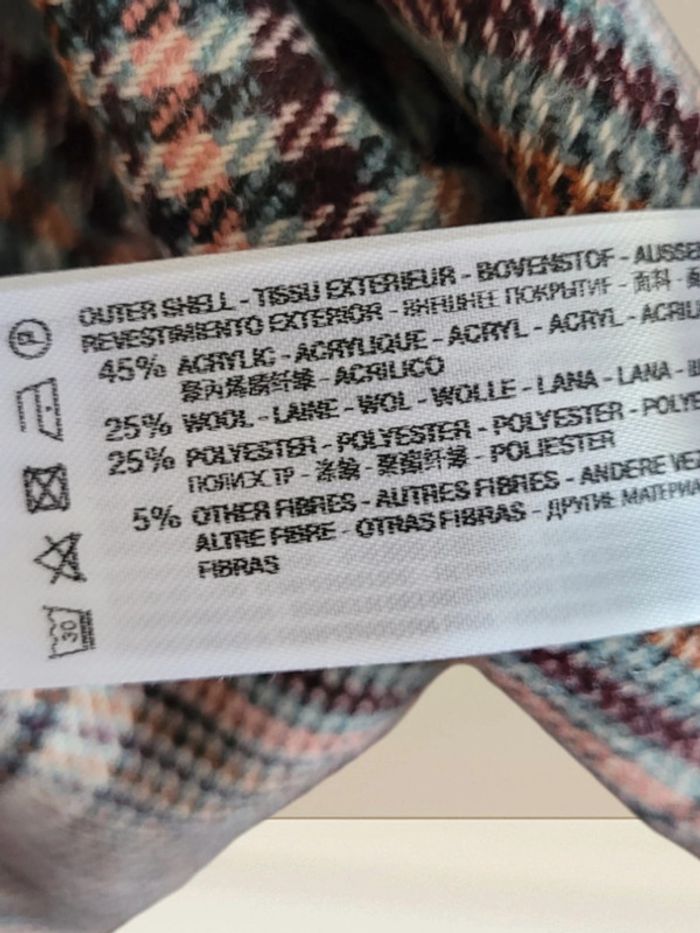 OUTER SHELL - TISSU EXTERIEUR - BOVENSTOF - AUSSE
REVESTIMIENTO EXTERIOR - ВНЕШНЕЕ ПОКРЫТИЕ - 面料 -
45% ACRYLIC - ACRYLIQUE - ACRYL - ACRYL - ACRIL
聚丙烯腈纤维 - ACRILICO
25% WOOL - LAINE - WOL - WOLLE - LANA - LANA -
25% POLYESTER - POLYESTER - POLYESTER - POLYE
ПОЛИЭСТР - 涤纶 - 聚酯纤维 - POLIESTER
5% OTHER FIBRES - AUTRES FIBRES - ANDERE VEZ
ALTRE FIBRE - OTRAS FIBRAS - ДРУГИЕ МАТЕРИА
FIBRAS
P
30